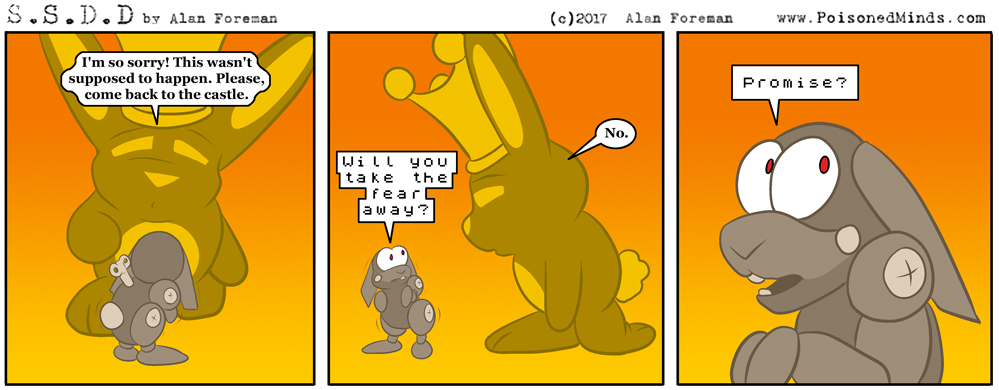 S.S.D.D by Alan Foreman (c)2017 Alan Foreman www.PoisonedMinds.com
I'm so sorry! This wasn't
supposed to happen. Please,
come back to the castle.
Will you
take the
fear
away?
No.
Promise?